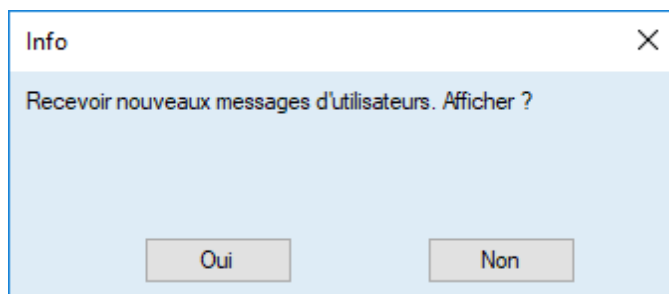 Info
Recevoir nouveaux messages d'utilisateurs. Afficher ?
Oui Non